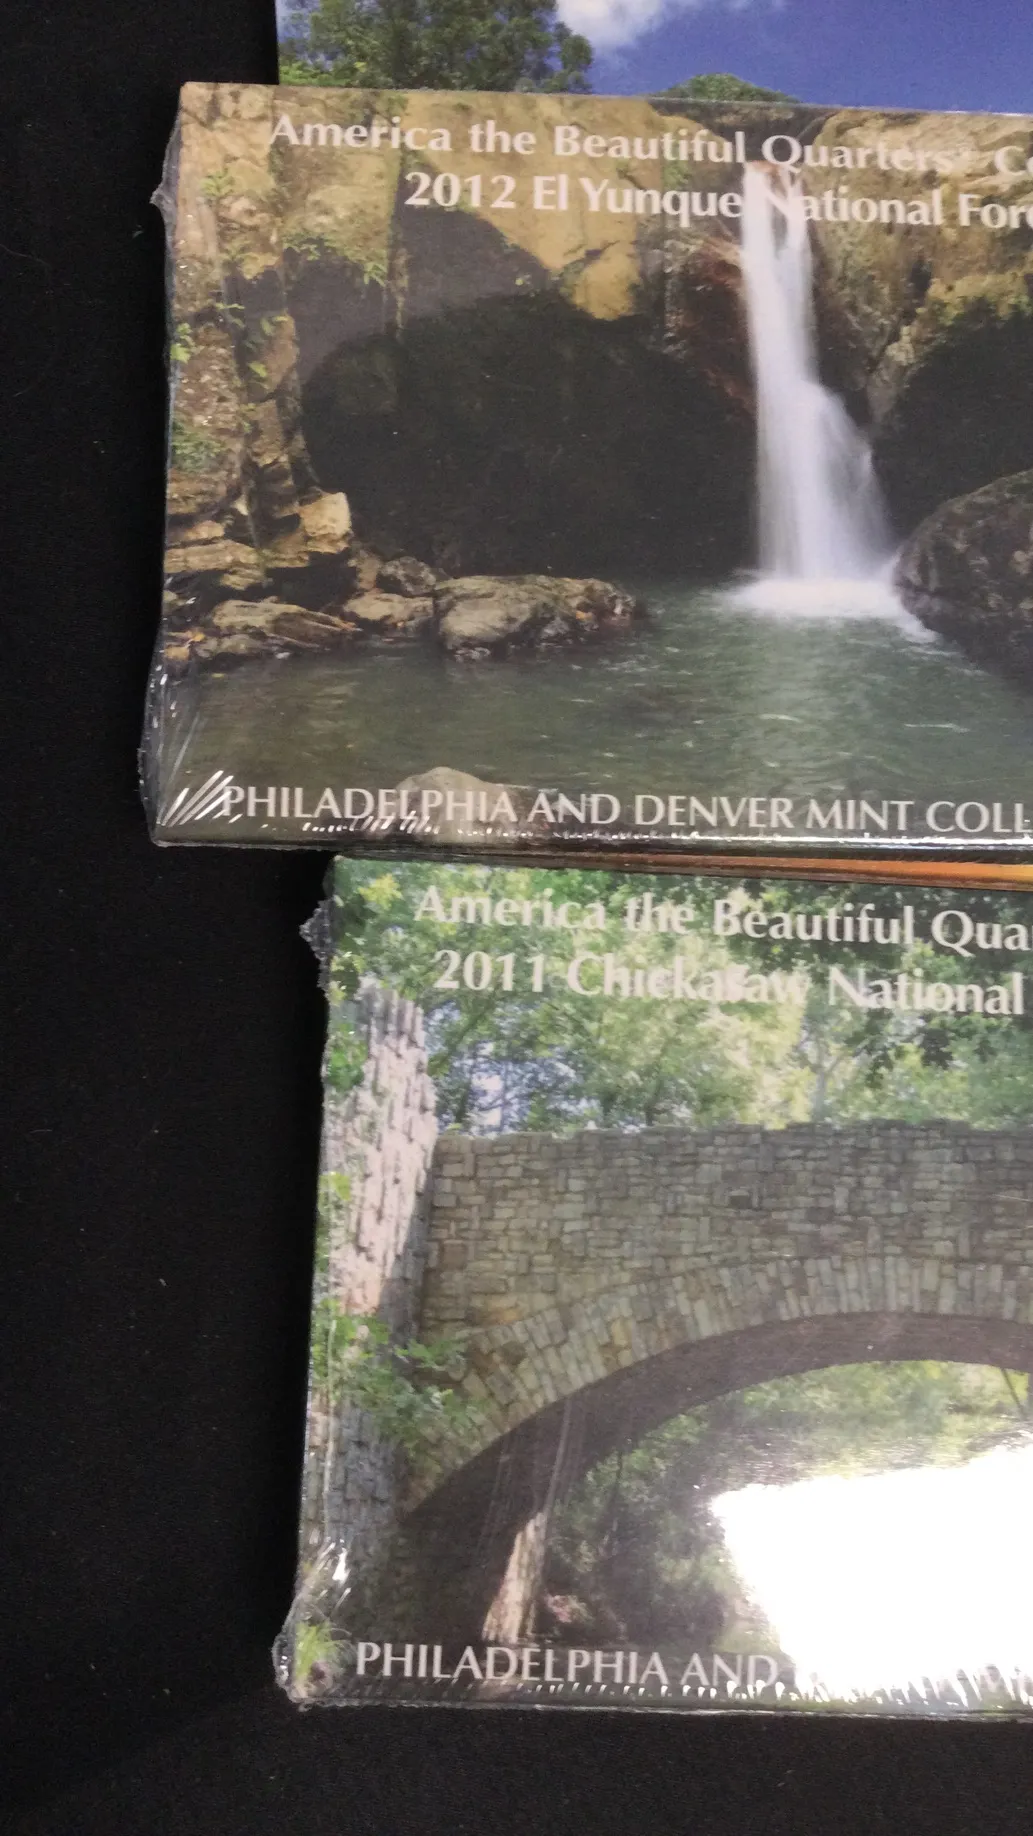 America the Beautiful Quarters®
2012 El Yunque National
PHILADELPHIA AND DENVER MINT
America the Beautiful
2011 Chickasaw National
PHILADELPHIA AND